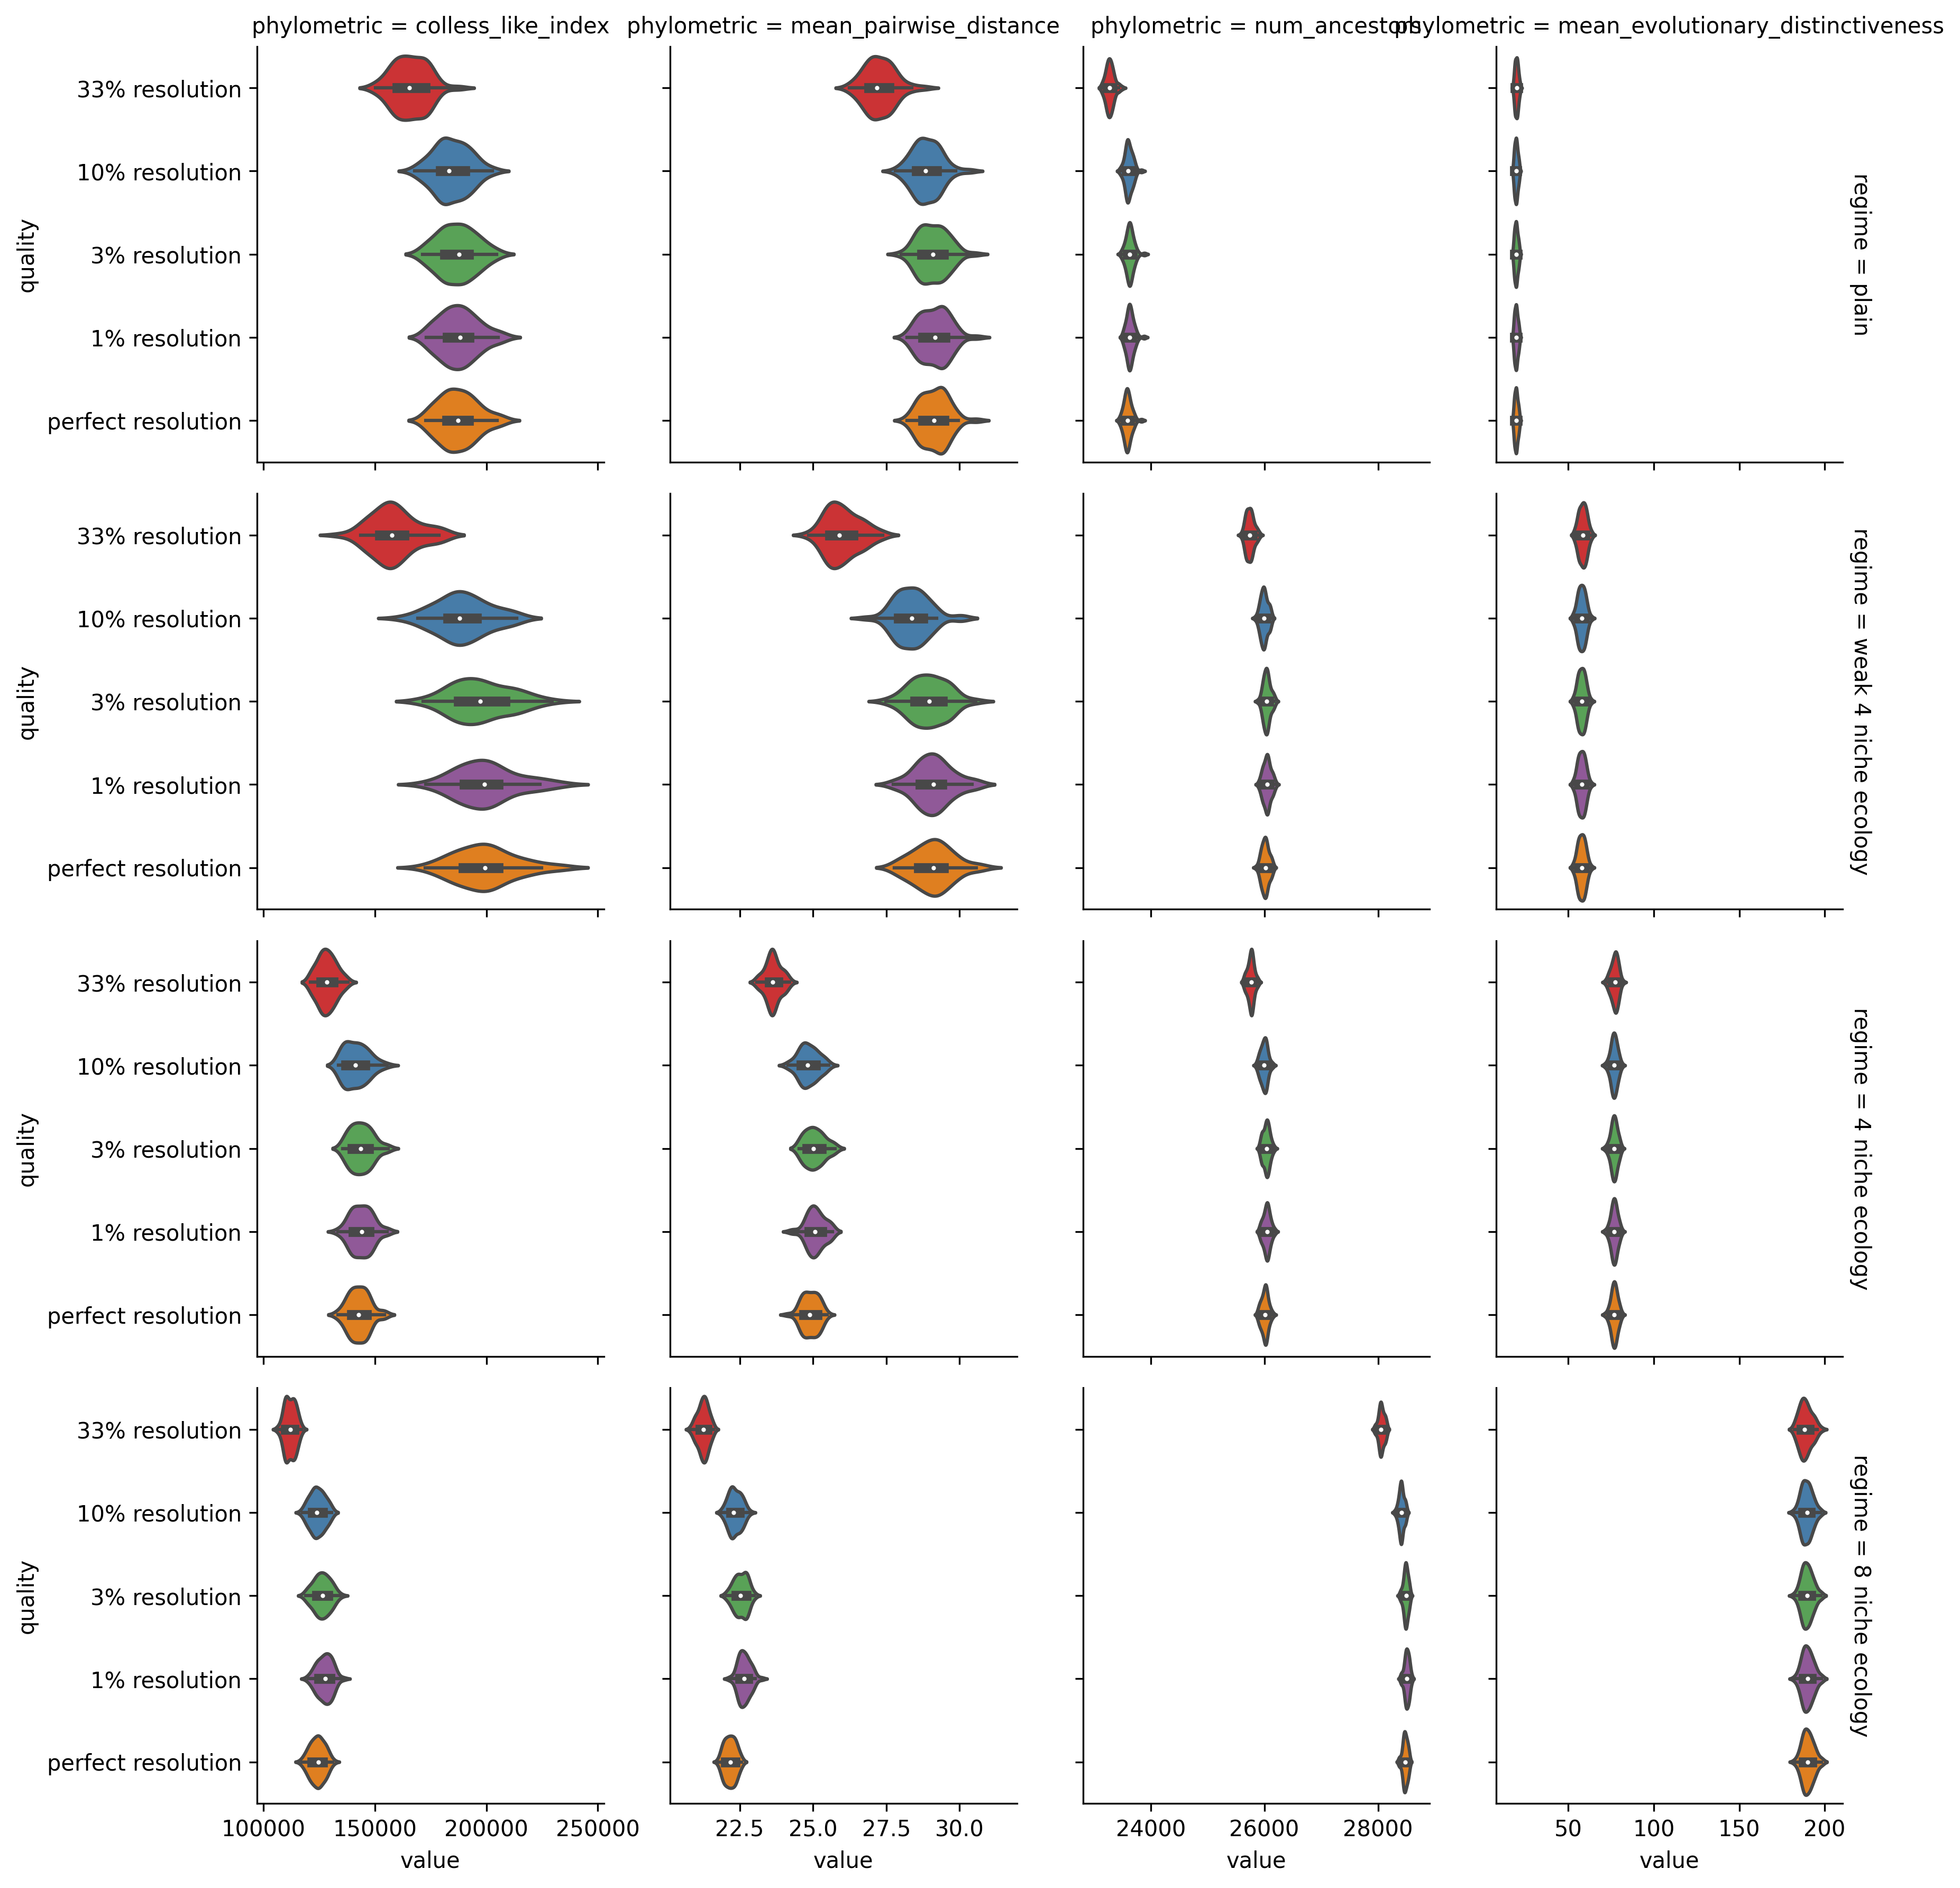 phylometric = colless_like_index
phylometric = mean_pairwise_distance
phylometric = num_ancestors
phylometric = mean_evolutionary_distinctiveness
quality
33% resolution
10% resolution
3% resolution
1% resolution
perfect resolution
regime = plain
quality
33% resolution
10% resolution
3% resolution
1% resolution
perfect resolution
regime = weak 4 niche ecology
quality
33% resolution
10% resolution
3% resolution
1% resolution
perfect resolution
regime = 4 niche ecology
quality
33% resolution
10% resolution
3% resolution
1% resolution
perfect resolution
regime = 8 niche ecology
100000 150000 200000 250000
22.5 25.0 27.5 30.0
24000 26000 28000
50 100 150 200
value
value
value
value